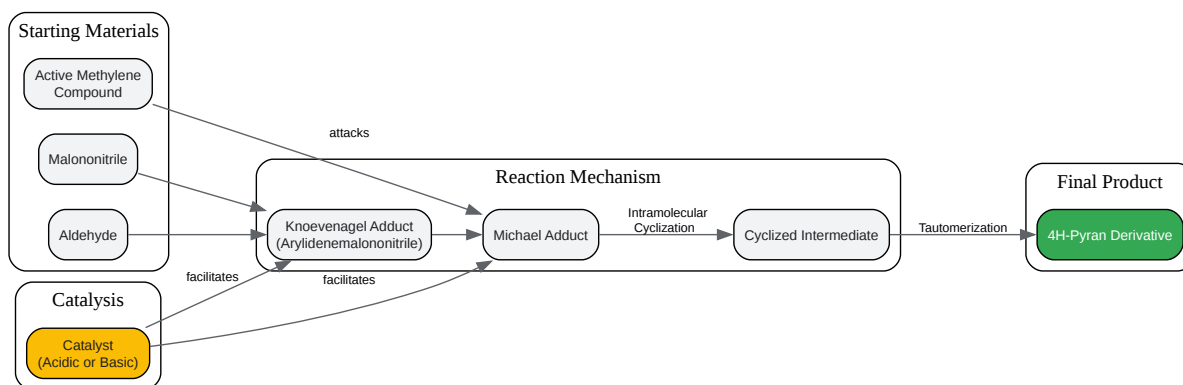 Starting Materials
Active Methylene
Compound
Malononitrile
Aldehyde
attacks
Reaction Mechanism
Knoevenagel Adduct
(Arylidenemalononitrile)
Michael Adduct
Intramolecular
Cyclization
Cyclized Intermediate
Tautomerization
Final Product
4H-Pyran Derivative
facilitates
facilitates
Catalysis
Catalyst
(Acidic or Basic)